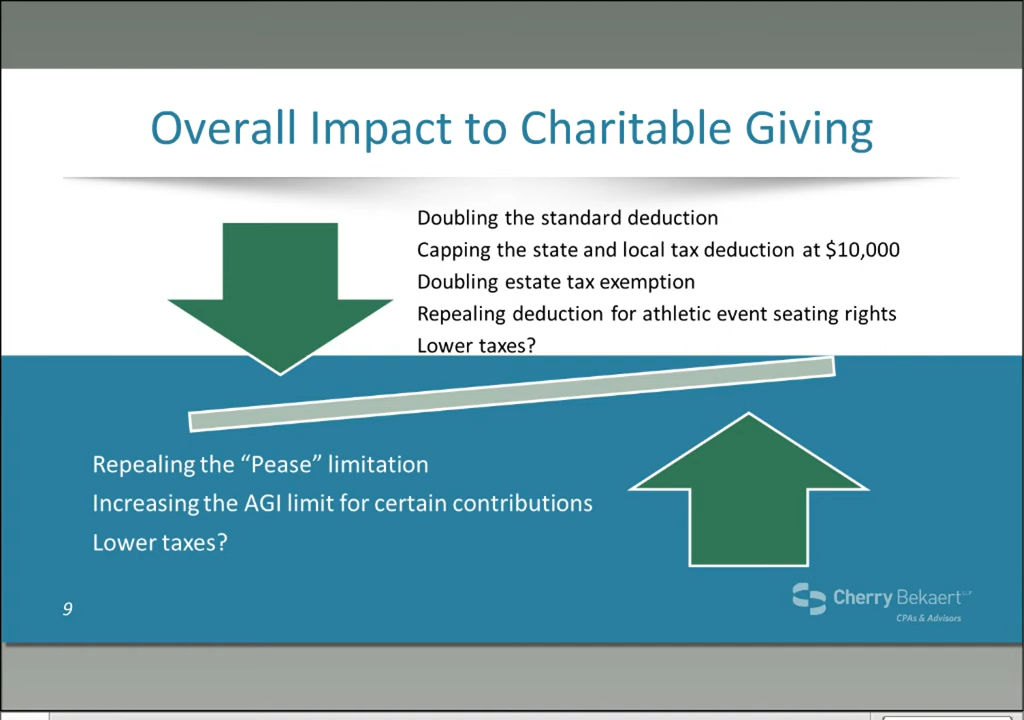 Overall Impact to Charitable Giving
Doubling the standard deduction
Capping the state and local tax deduction at $10,000
Doubling estate tax exemption
Repealing deduction for athletic event seating rights
Lower taxes?
Repealing the “Pease” limitation
Increasing the AGI limit for certain contributions
Lower taxes?
9
Cherry Bekaert LLP
CPAs & Advisors